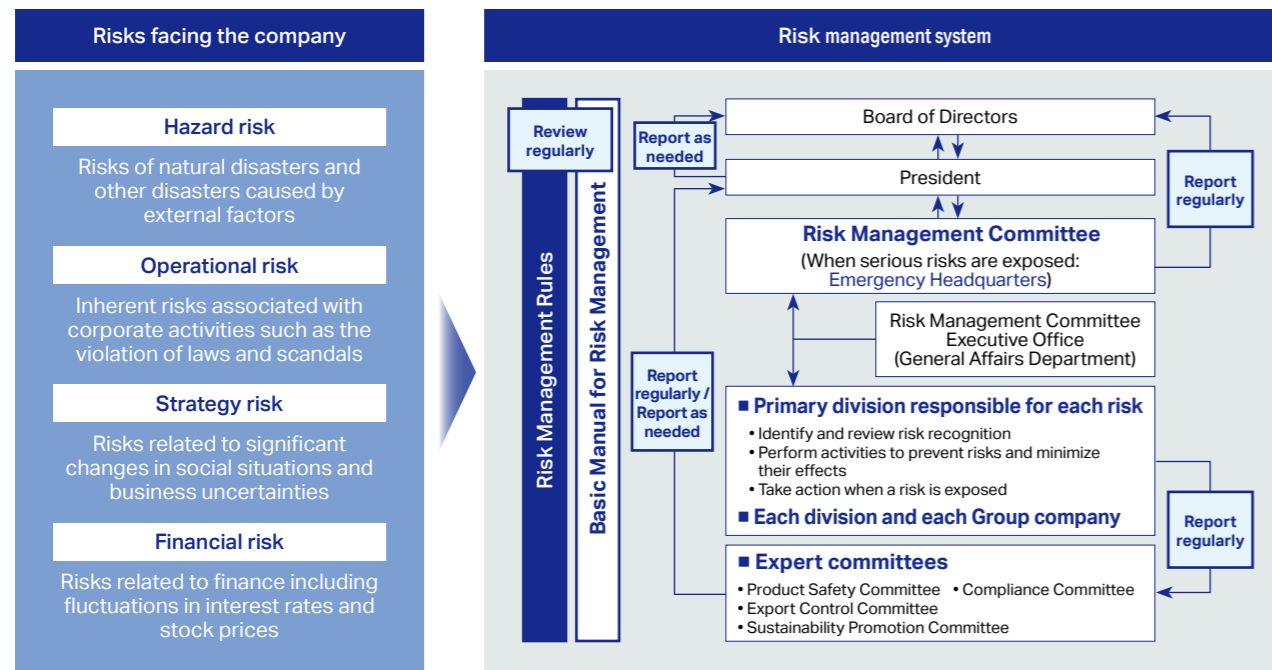 Risks facing the company
Hazard risk
Risks of natural disasters and
other disasters caused by
external factors
Operational risk
Inherent risks associated with
corporate activities such as the
violation of laws and scandals
Strategy risk
Risks related to significant
changes in social situations and
business uncertainties
Financial risk
Risks related to finance including
fluctuations in interest rates and
stock prices
Risk management system
Review
regularly
Risk Management Rules
Basic Manual for Risk Management
Report as
needed
Board of Directors
President
Report
regularly
Risk Management Committee
(When serious risks are exposed:
Emergency Headquarters)
Risk Management Committee
Executive Office
(General Affairs Department)
Report
regularly /
Report as
needed
■ Primary division responsible for each risk
• Identify and review risk recognition
• Perform activities to prevent risks and minimize
their effects
• Take action when a risk is exposed
■ Each division and each Group company
Report
regularly
■ Expert committees
• Product Safety Committee • Compliance Committee
• Export Control Committee
• Sustainability Promotion Committee